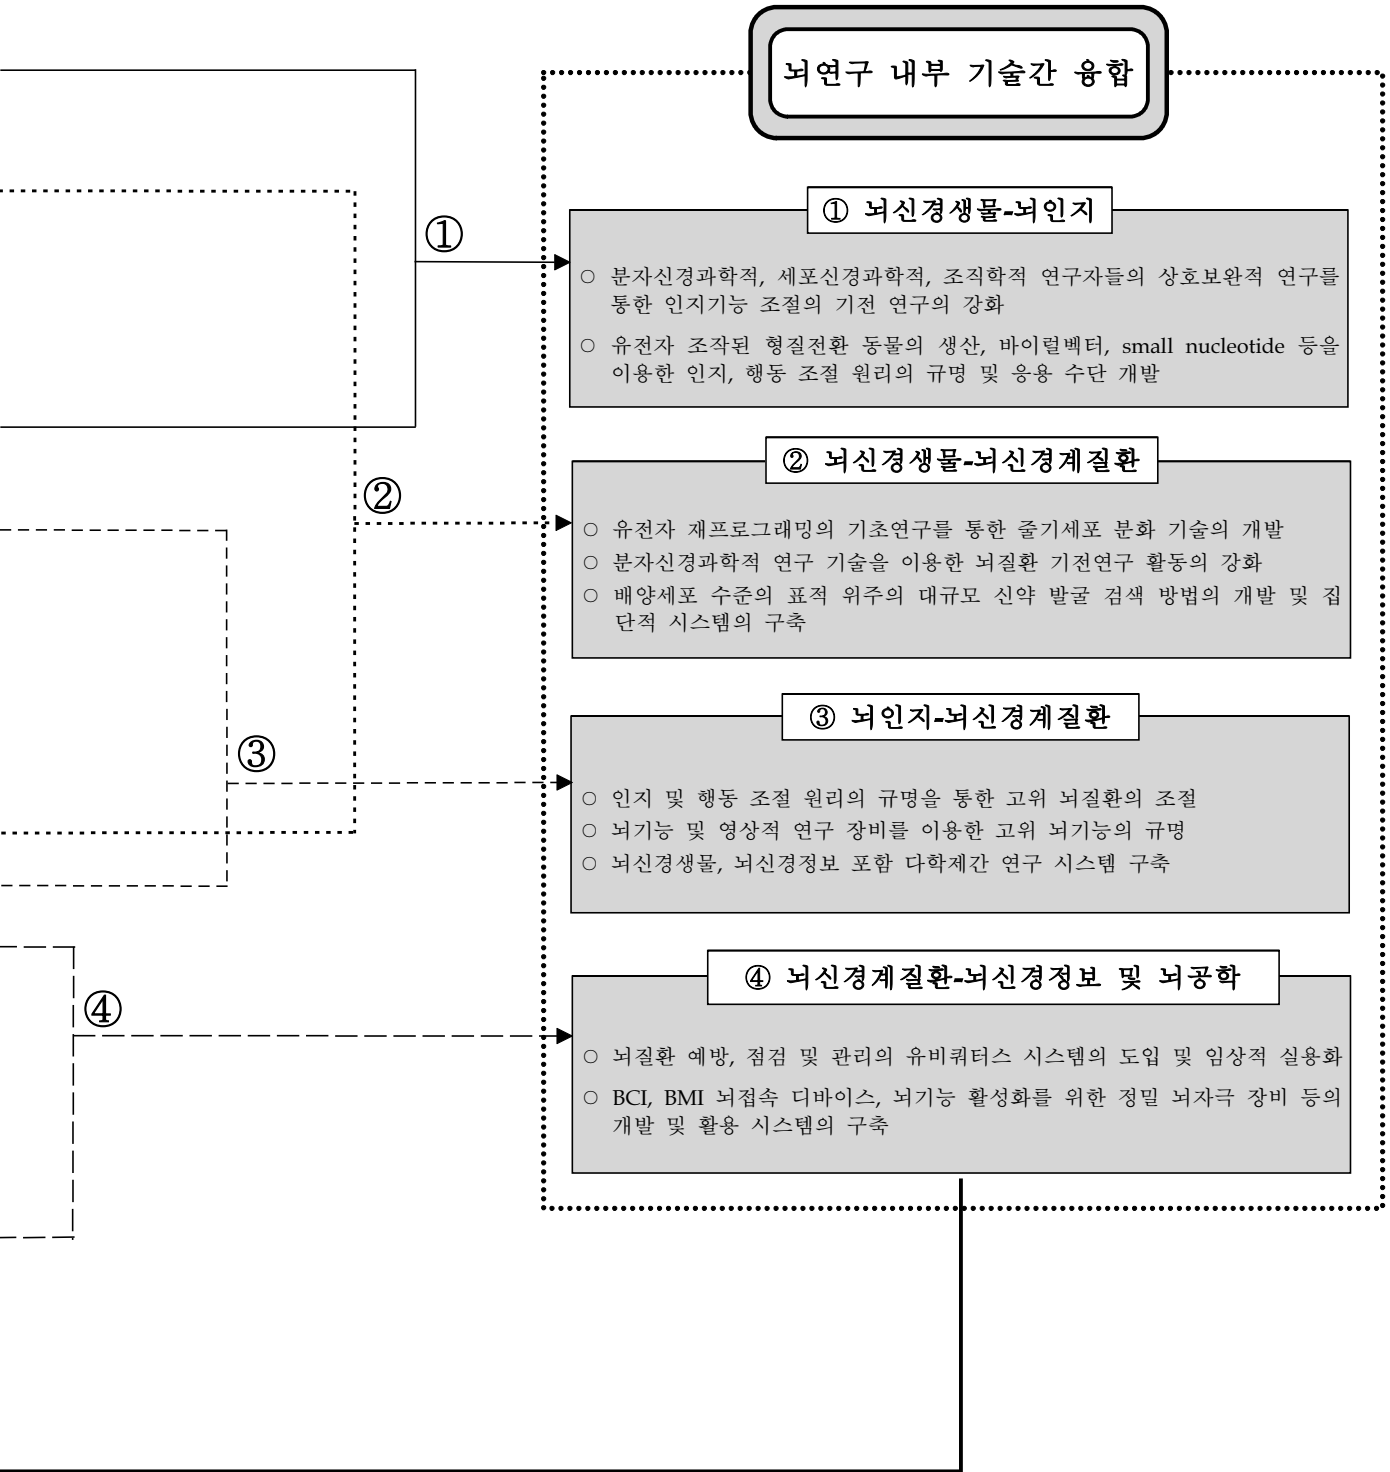 뇌연구 내부 기술간 융합
①
① 뇌신경생물-뇌인지
○ 분자신경과학적, 세포신경과학적, 조직학적 연구자들의 상호보완적 연구를
통한 인지기능 조절의 기전 연구의 강화
○ 유전자 조작된 형질전환 동물의 생산, 바이럴벡터, small nucleotide 등을
이용한 인지, 행동 조절 원리의 규명 및 응용 수단 개발
②
② 뇌신경생물-뇌신경계질환
○ 유전자 재프로그래밍의 기초연구를 통한 줄기세포 분화 기술의 개발
○ 분자신경과학적 연구 기술을 이용한 뇌질환 기전연구 활동의 강화
○ 배양세포 수준의 표적 위주의 대규모 신약 발굴 검색 방법의 개발 및 집
단적 시스템의 구축
③
③ 뇌인지-뇌신경계질환
○ 인지 및 행동 조절 원리의 규명을 통한 고위 뇌질환의 조절
○ 뇌기능 및 영상적 연구 장비를 이용한 고위 뇌기능의 규명
○ 뇌신경생물, 뇌신경정보 포함 다학제간 연구 시스템 구축
④
④ 뇌신경계질환-뇌신경정보 및 뇌공학
○ 뇌질환 예방, 점검 및 관리의 유비쿼터스 시스템의 도입 및 임상적 실용화
○ BCI, BMI 뇌접속 디바이스, 뇌기능 활성화를 위한 정밀 뇌자극 장비 등의
개발 및 활용 시스템의 구축